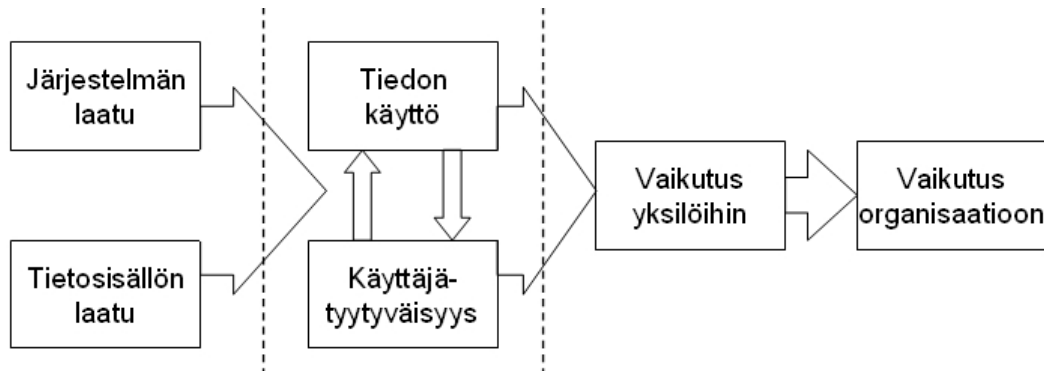 Järjestelmän
laatu
Tietosisällön
laatu
Tiedon
käyttö
Käyttäjä-
tyytyväisyys
Vaikutus
yksilöihin
Vaikutus
organisaatioon